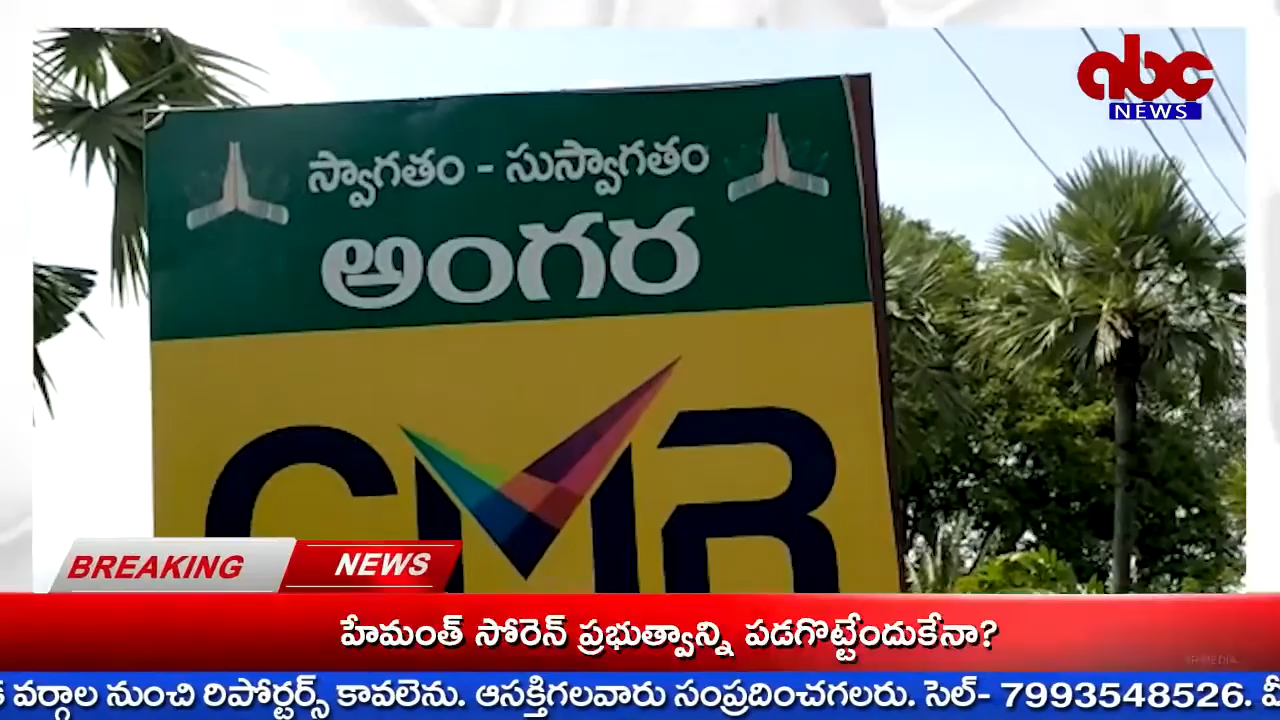 abc
NEWS
స్వాగతం - సుస్వాగతం
అంగర
CMR
BREAKING NEWS
హేమంత్ సోరెన్ ప్రభుత్వాన్ని పడగొట్టేందుకేనా?
వర్గాల నుంచి రిపోర్టర్స్ కావలెను. ఆసక్తిగలవారు సంప్రదించగలరు. సెల్- 7993548526.